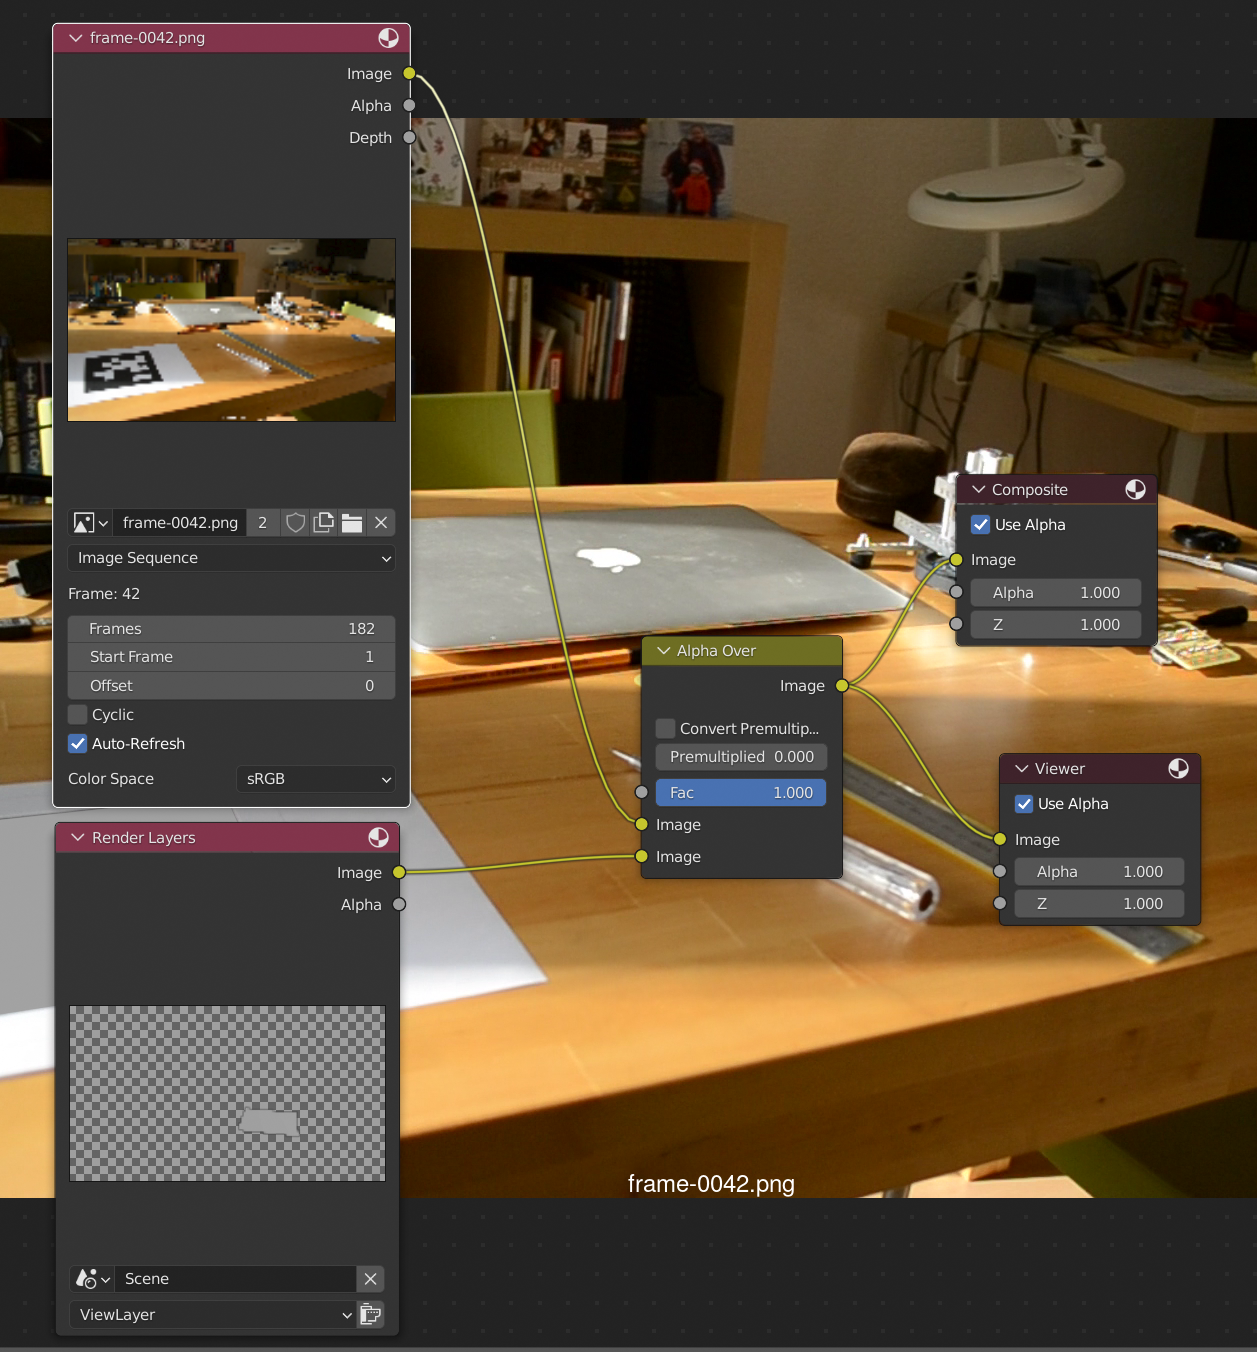 frame-0042.png
Image
Alpha
Depth
frame-0042.png 2
Image Sequence
Frame: 42
Frames 182
Start Frame 1
Offset 0
Cyclic
Auto-Refresh
Color Space sRGB
Render Layers
Image
Alpha
Scene
ViewLayer
Alpha Over
Image
Convert Premultip...
Premultiplied 0.000
Fac 1.000
Image
Image
Composite
Use Alpha
Image
Alpha 1.000
Z 1.000
Viewer
Use Alpha
Image
Alpha 1.000
Z 1.000
frame-0042.png